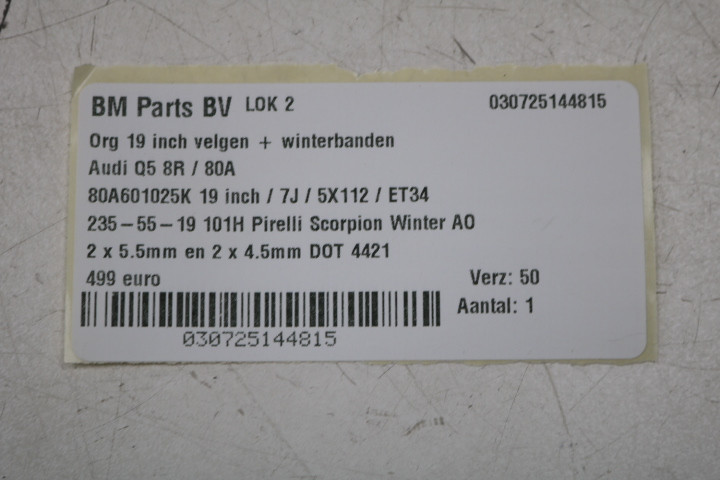 BM Parts BV LOK 2 030725144815
Org 19 inch velgen + winterbanden
Audi Q5 8R / 80A
80A601025K 19 inch / 7J / 5X112 / ET34
235-55-19 101H Pirelli Scorpion Winter AO
2 x 5.5mm en 2 x 4.5mm DOT 4421
499 euro Verz: 50
Aantal: 1
030725144815